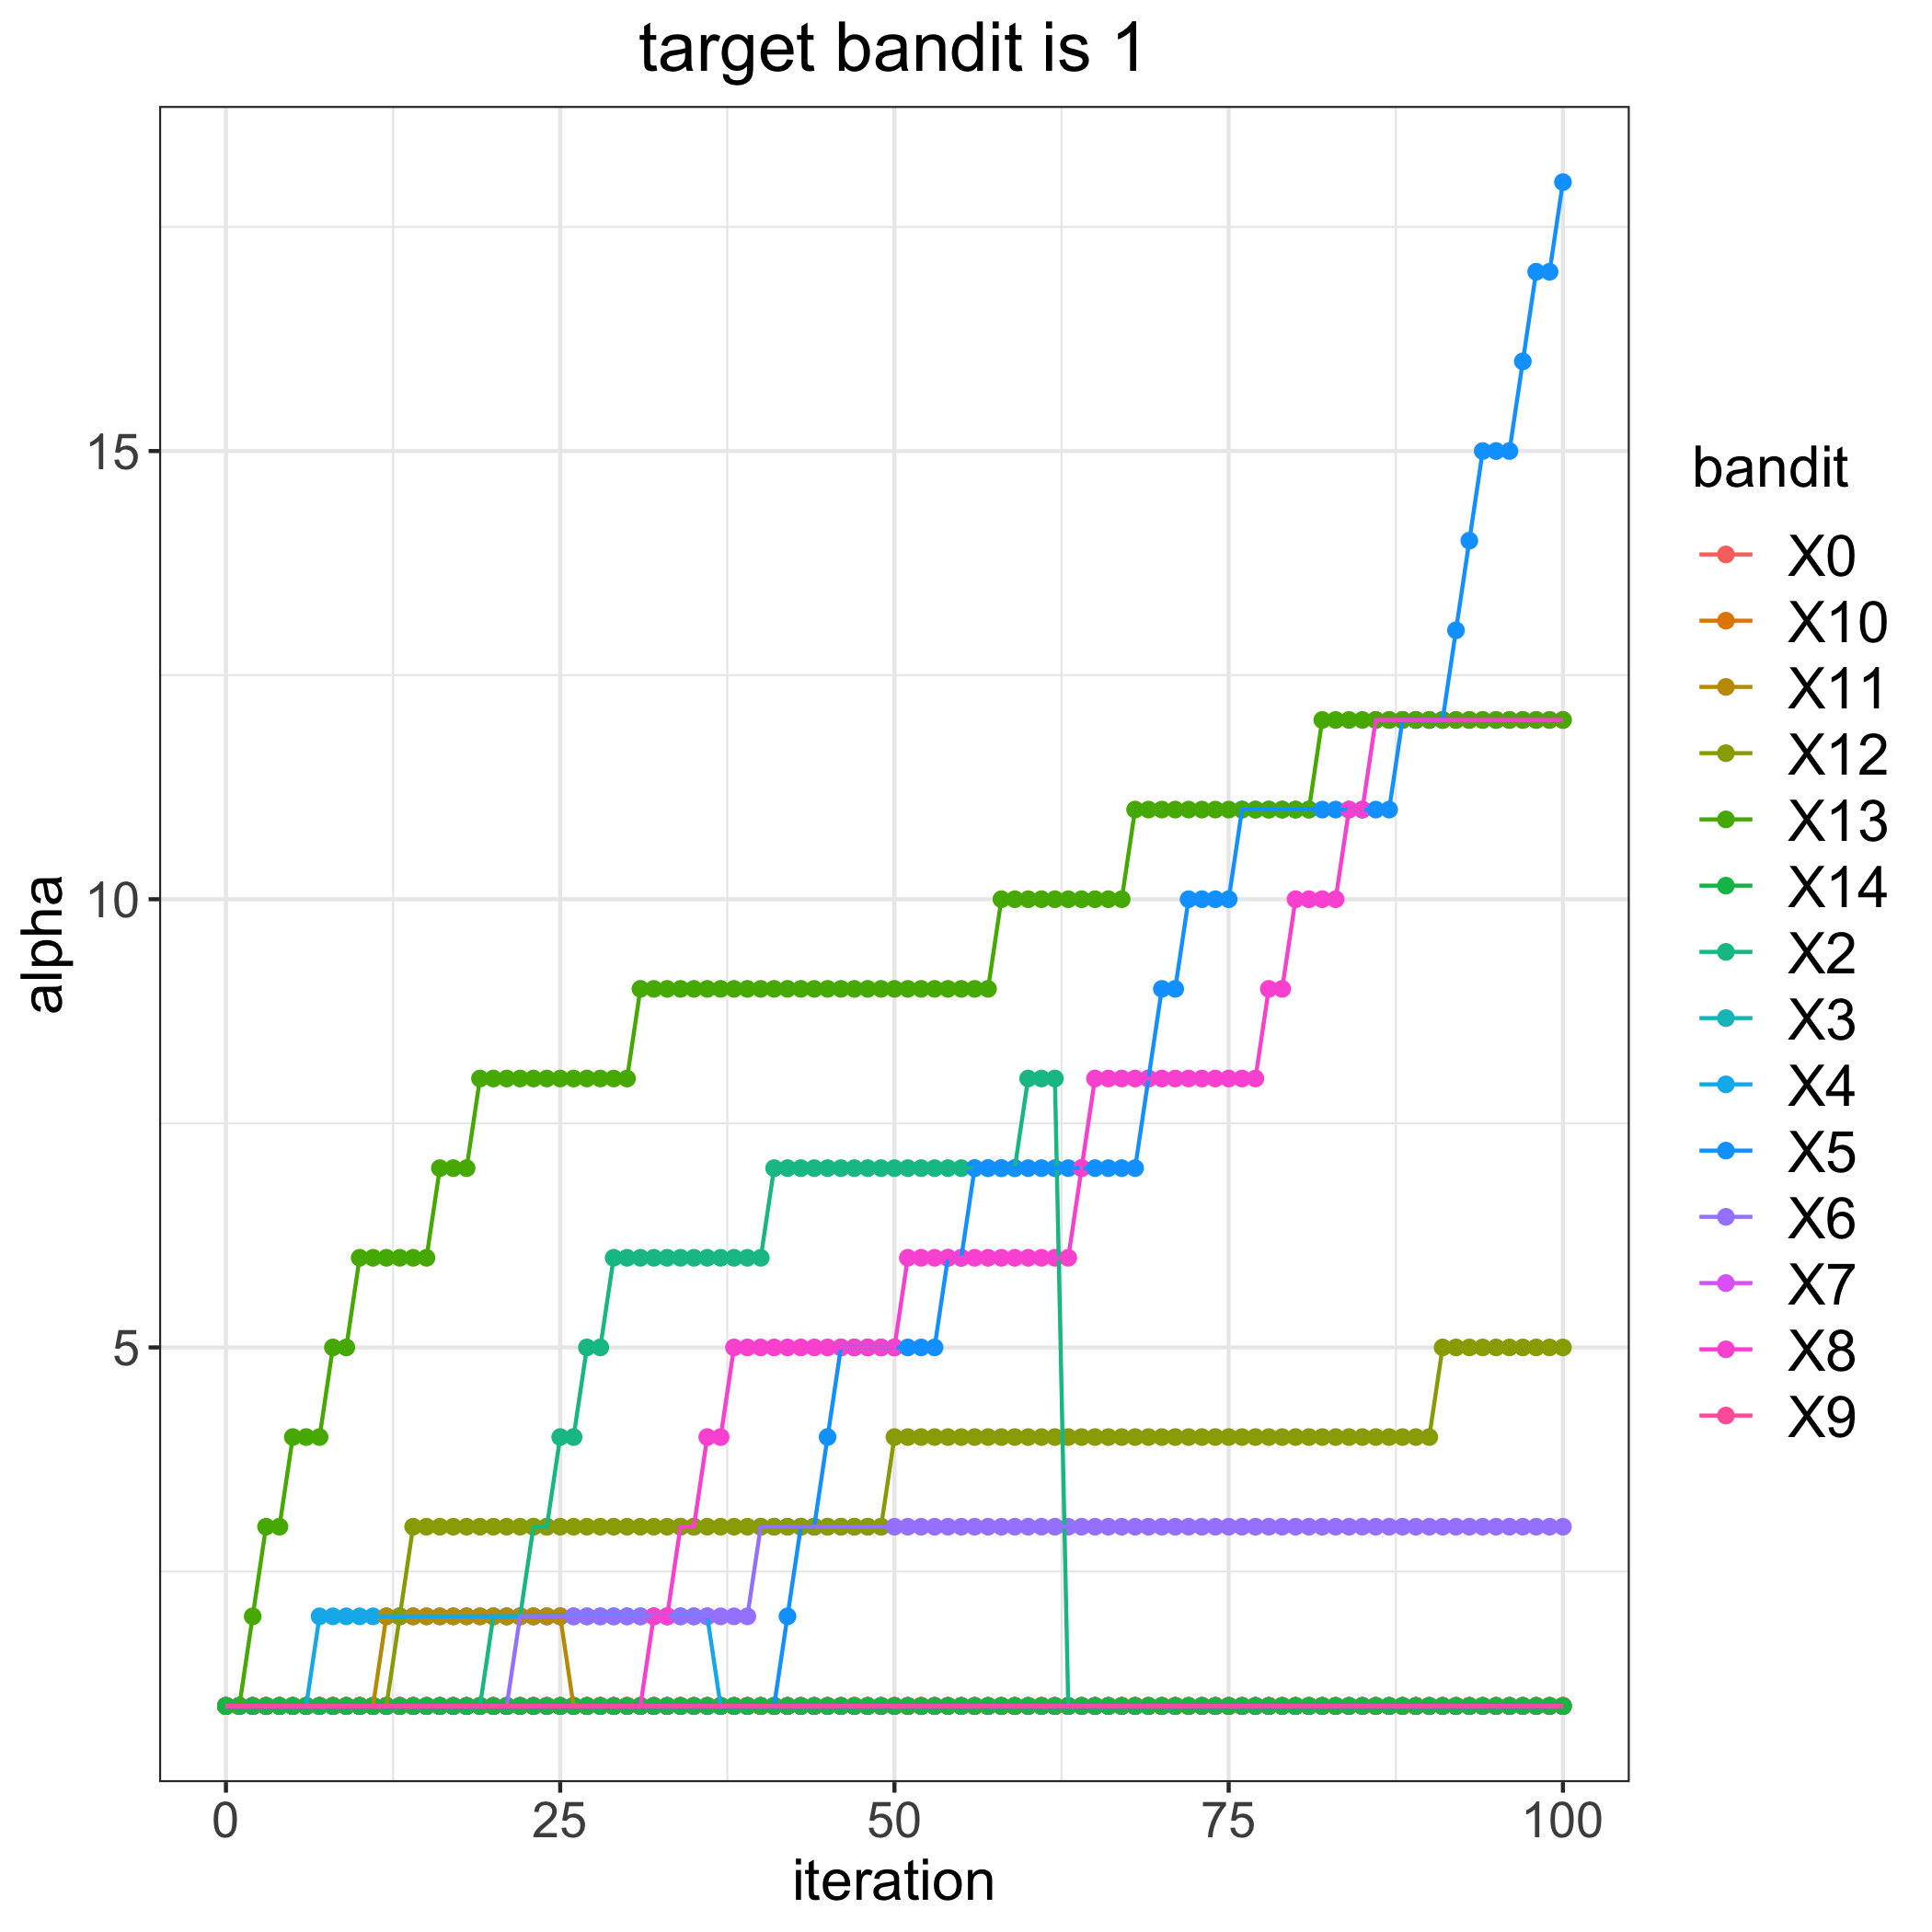 target bandit is 1
15
10
5
alpha
0 25 50 75 100
iteration
bandit
X0
X10
X11
X12
X13
X14
X2
X3
X4
X5
X6
X7
X8
X9